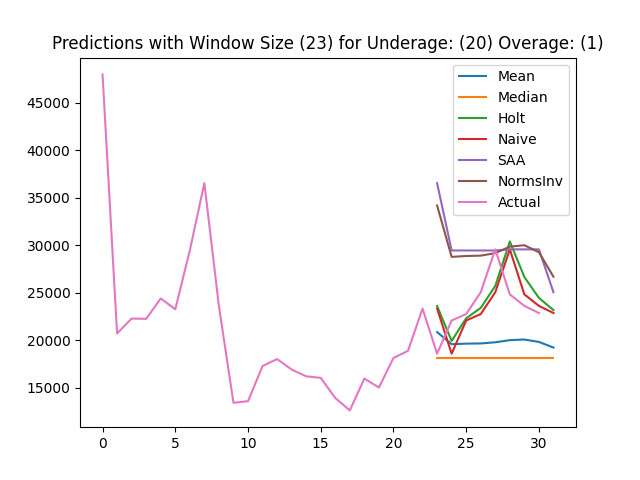 Predictions with Window Size (23) for Underage: (20) Overage: (1)
Mean
Median
Holt
Naive
SAA
NormsInv
Actual
45000
40000
35000
30000
25000
20000
15000
0 5 10 15 20 25 30